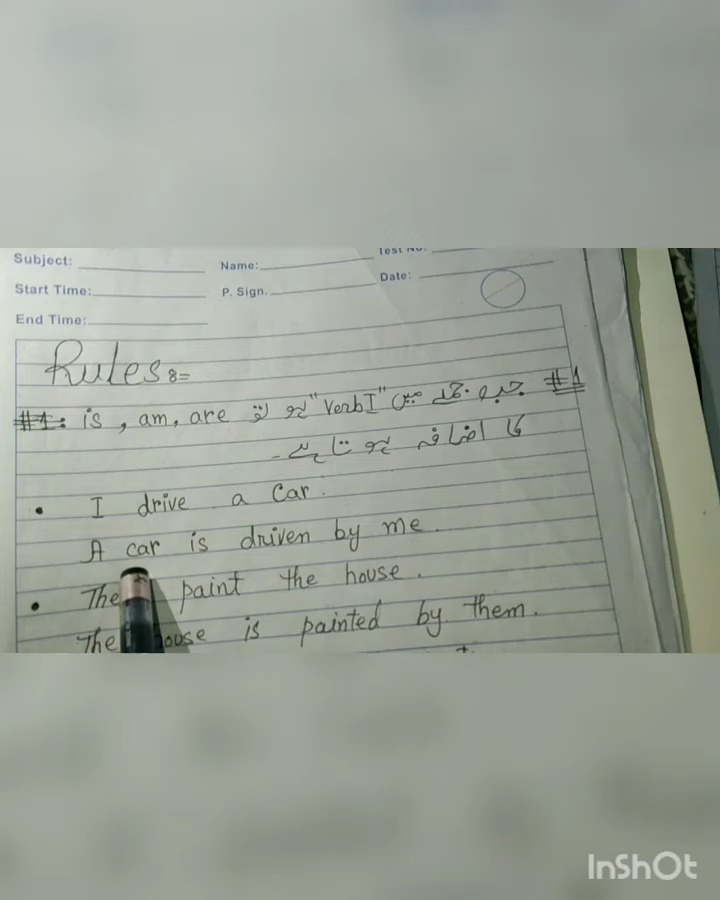 Subject:
Name:
Test No.
Start Time:
P. Sign.
Date:
End Time:
Rules:=
#1 جب جملے میں "Verb I" ہو تو is, am, are #1:
کا اضافہ ہوتا ہے۔
• I drive a Car.
A car is driven by me.
• paint the house.
The house is painted by them.
InShOt